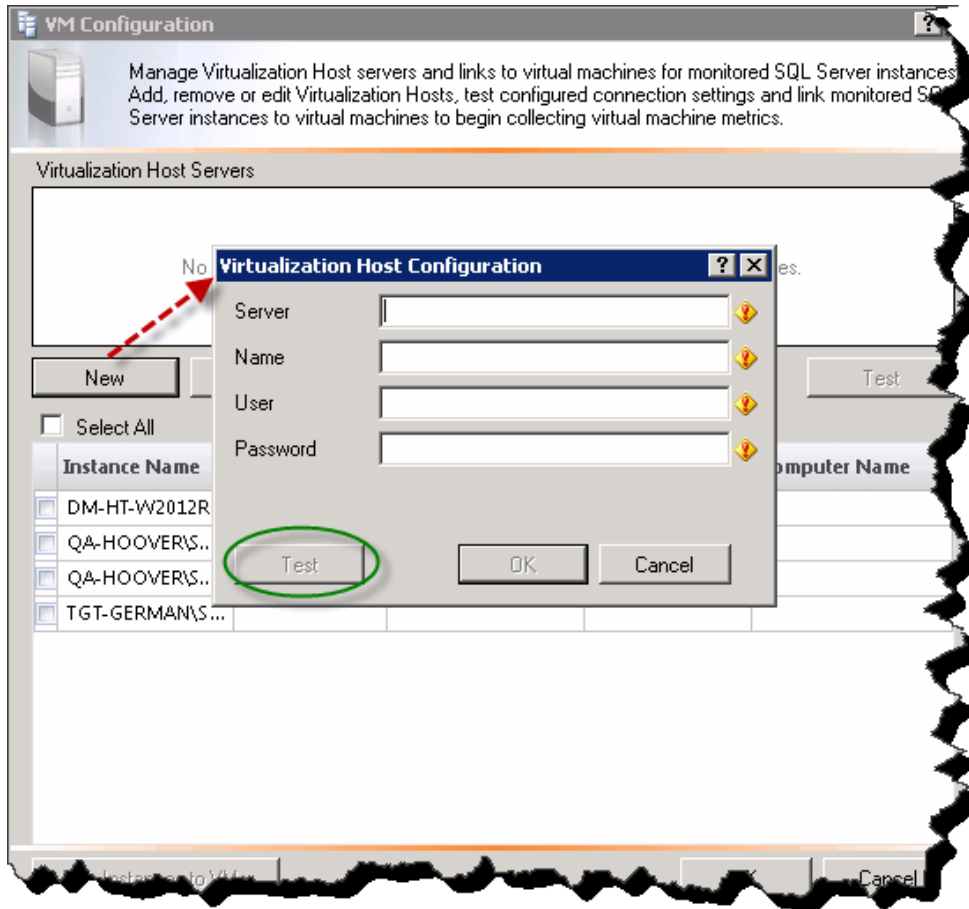 VM Configuration
Manage Virtualization Host servers and links to virtual machines for monitored SQL Server instances
Add, remove or edit Virtualization Hosts, test configured connection settings and link monitored
Server instances to virtual machines to begin collecting virtual machine metrics.
Virtualization Host Servers
No
es.
Virtualization Host Configuration
Server
Name
User
Password
Test
OK
Cancel
New
Test
Select All
Instance Name
omputer Name
DM-HT-W2012R
QA-HOOVER\S...
QA-HOOVER\S...
TGT-GERMAN\S...
Cancel